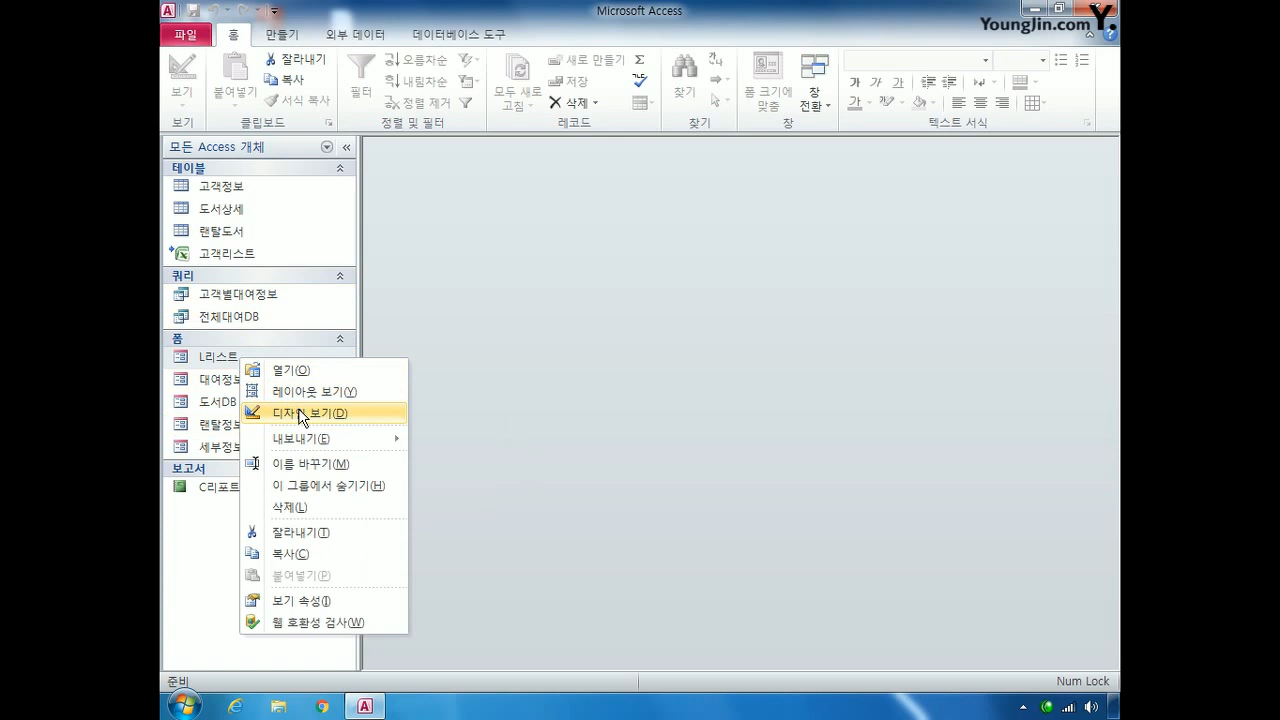 Microsoft Access
YoungJin.com Y.
파일 홈 만들기 외부 데이터 데이터베이스 도구
보기
보기
붙여넣기
잘라내기
복사
서식 복사
클립보드
필터
오름차순
내림차순
정렬 제거
정렬 및 필터
모두 새로 고침
새로 만들기
저장
삭제
레코드
찾기
찾기
폼 크기에 맞춤
창 전환
창
가 가 가
가
텍스트 서식
모든 Access 개체
테이블
고객정보
도서상세
랜탈도서
고객리스트
쿼리
고객별대여정보
전체대여DB
폼
L리스트
대여정보
도서DB
랜탈정보
세부정보
보고서
C리포트
열기(O)
레이아웃 보기(Y)
디자인 보기(D)
내보내기(E)
이름 바꾸기(M)
이 그룹에서 숨기기(H)
삭제(L)
잘라내기(T)
복사(C)
붙여넣기(P)
보기 속성(I)
웹 호환성 검사(W)
준비
Num Lock